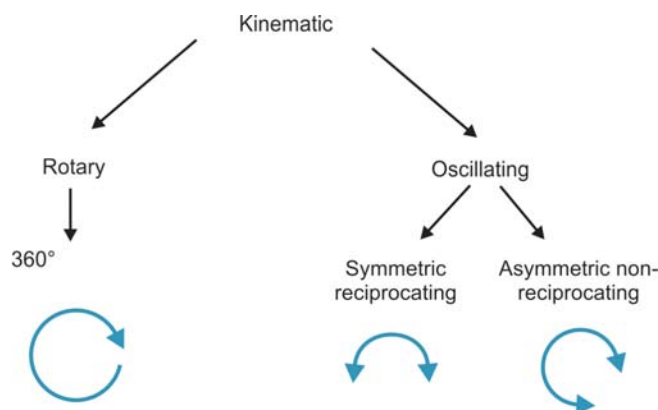 Kinematic
Rotary
Oscillating
360°
Symmetric
reciprocating
Asymmetric non-
reciprocating